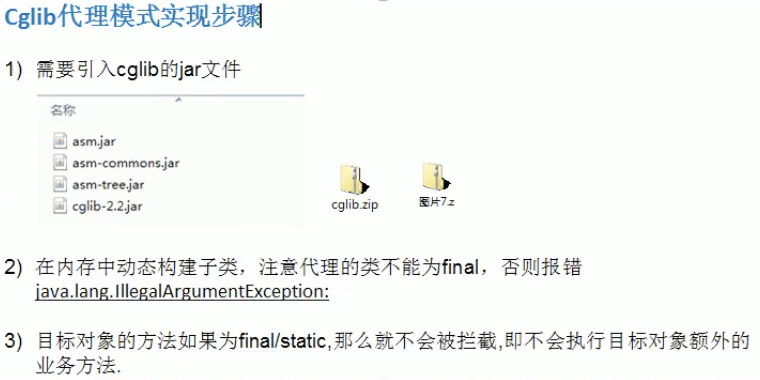 Cglib代理模式实现步骤
1) 需要引入cglib的jar文件
名称
asm.jar
asm-commons.jar
asm-tree.jar
cglib-2.2.jar
cglib.zip
图片7.z
2) 在内存中动态构建子类，注意代理的类不能为final，否则报错
java.lang.IllegalArgumentException:
3) 目标对象的方法如果为final/static,那么就不会被拦截,即不会执行目标对象额外的
业务方法.